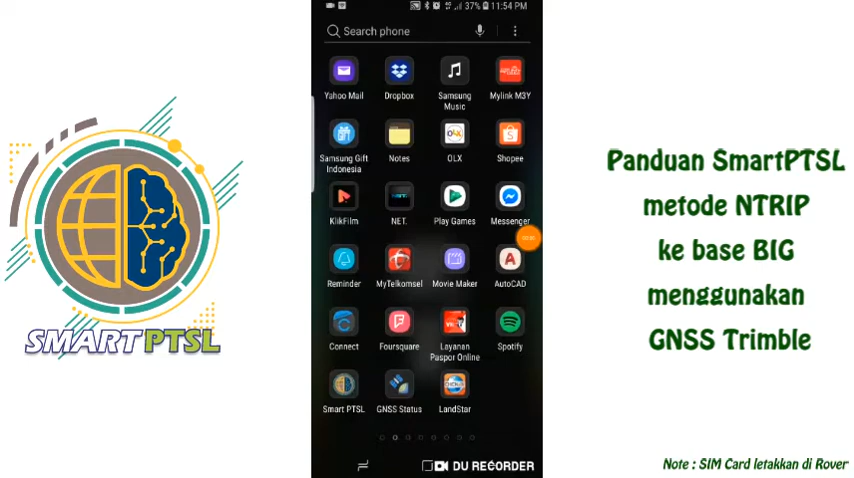 11:54 PM
37%
Search phone
Yahoo Mail
Dropbox
Samsung
Music
Mylink M3Y
Samsung Gift
Indonesia
Notes
OLX
Shopee
KlikFilm
NET.
Play Games
Messenger
Reminder
MyTelkomsel
Movie Maker
AutoCAD
Connect
Foursquare
Layanan
Paspor Online
Spotify
Smart PTSL
GNSS Status
LandStar
DU RECORDER
SMARTPTSL
Panduan SmartPTSL
metode NTRIP
ke base BIG
menggunakan
GNSS Trimble
Note : SIM Card letakkan di Rover